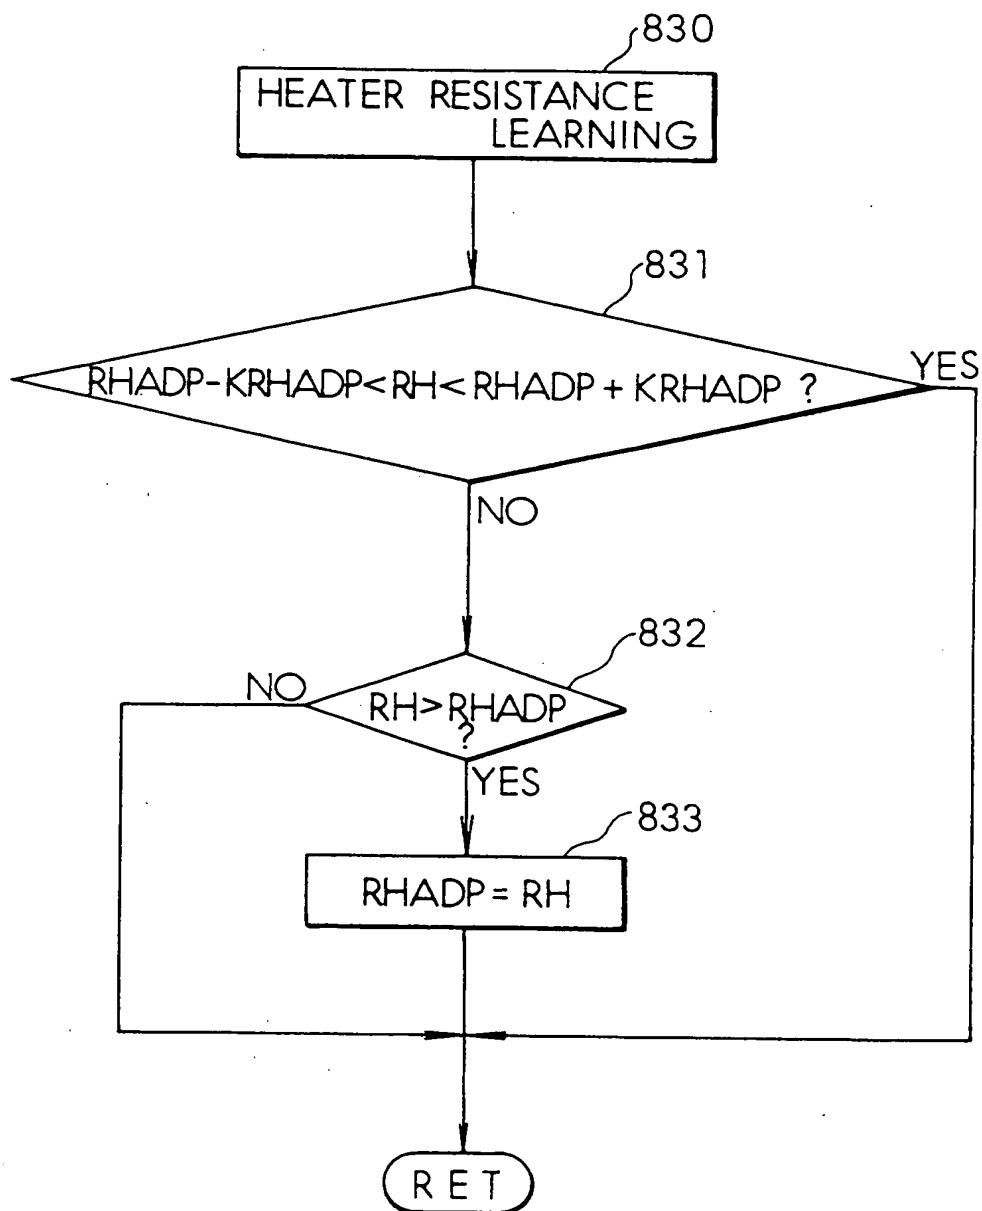 830
HEATER RESISTANCE
LEARNING
831
RHADP-KRHADP<RH<RHADP + KRHADP ?
YES
NO
832
NO
RH>RHADP
?
YES
833
RHADP = RH
RET